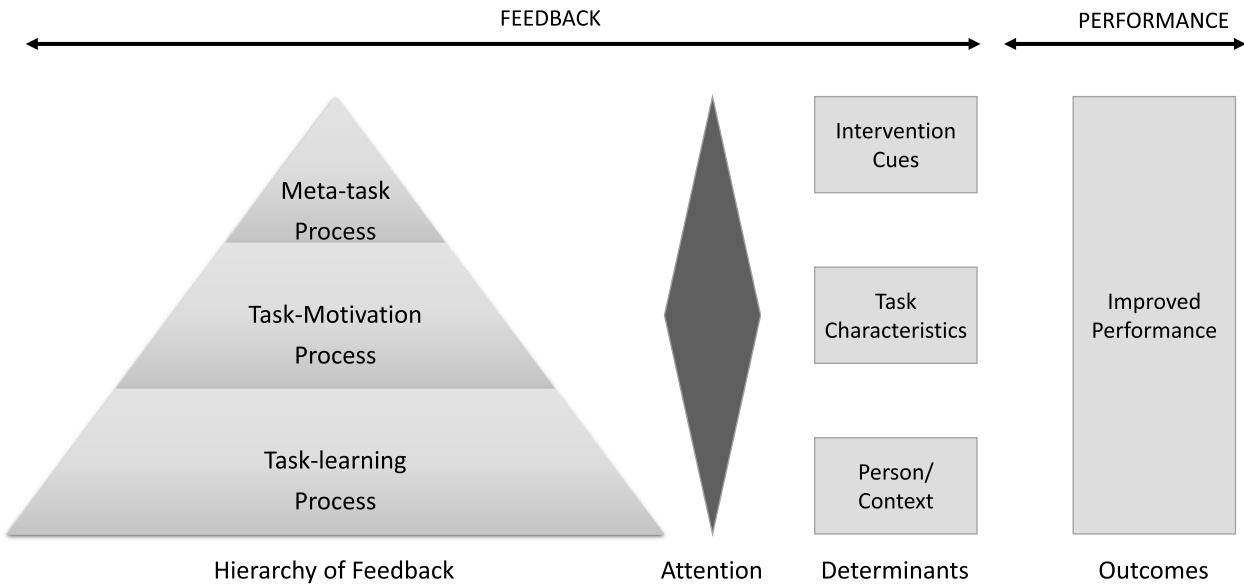 FEEDBACK
PERFORMANCE
Meta-task
Process
Task-Motivation
Process
Task-learning
Process
Intervention
Cues
Task
Characteristics
Person/
Context
Improved
Performance
Hierarchy of Feedback
Attention
Determinants
Outcomes